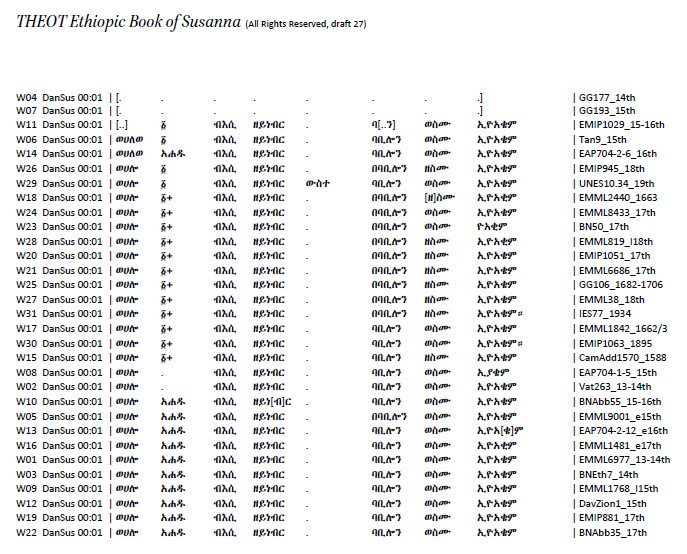 THEOT Ethiopic Book of Susanna (All Rights Reserved, draft 27)
W04 DanSus 00:01 | [. . . . . . . .] | GG177_14th
W07 DanSus 00:01 | [. . . . . . . .] | GG193_15th
W11 DanSus 00:01 | [..] ፩ ብእሲ ዘይነብር . ባ[..ን] ወስሙ ኢዮአቄም | EMIP1029_15-16th
W06 DanSus 00:01 | ወሀለወ ፩ ብእሲ ዘይነብር . ባቢሎን ወስሙ ኢዮአቄም | Tan9_15th
W14 DanSus 00:01 | ወሀለወ አሐዱ ብእሲ ዘይነብር . ባቢሎን ወስሙ ኢዮአቄም | EAP704-2-6_16th
W26 DanSus 00:01 | ወሀሎ ፩ ብእሲ ዘይነብር . በባቢሎን ዘስሙ ኢዮአቄም | EMIP945_18th
W29 DanSus 00:01 | ወሀሎ ፩ ብእሲ ዘይነብር ውስተ ባቢሎን ወስሙ ኢዮአቄም | UNES10.34_19th
W18 DanSus 00:01 | ወሀሎ ፩+ ብእሲ ዘይነብር . በባቢሎን [ዘ]ስሙ ኢዮአቂም | EMML2440_1663
W24 DanSus 00:01 | ወሀሎ ፩+ ብእሲ ዘይነብር . በባቢሎን ወስሙ ኢዮአቄም | EMML8433_17th
W23 DanSus 00:01 | ወሀሎ ፩+ ብእሲ ዘይነብር . በባቢሎን ወስሙ ዮአቂም | BN50_17th
W28 DanSus 00:01 | ወሀሎ ፩+ ብእሲ ዘይነብር . በባቢሎን ዘስሙ ኢዮአቂም | EMML819_l18th
W20 DanSus 00:01 | ወሀሎ ፩+ ብእሲ ዘይነብር . በባቢሎን ዘስሙ ኢዮአቄም | EMIP1051_17th
W21 DanSus 00:01 | ወሀሎ ፩+ ብእሲ ዘይነብር . በባቢሎን ዘስሙ ኢዮአቄም | EMML6686_17th
W25 DanSus 00:01 | ወሀሎ ፩+ ብእሲ ዘይነብር . በባቢሎን ዘስሙ ኢዮአቄም | GG106_1682-1706
W27 DanSus 00:01 | ወሀሎ ፩+ ብእሲ ዘይነብር . በባቢሎን ዘስሙ ኢዮአቄም | EMML38_18th
W31 DanSus 00:01 | ወሀሎ ፩+ ብእሲ ዘይነብር . በባቢሎን ዘስሙ ኢዮአቄም# | IES77_1934
W17 DanSus 00:01 | ወሀሎ ፩+ ብእሲ ዘይነብር . ባቢሎን ወስሙ ኢዮአቄም | EMML1842_1662/3
W30 DanSus 00:01 | ወሀሎ ፩+ ብእሲ ዘይነብር . ባቢሎን ወስሙ ኢዮአቄም# | EMIP1063_1895
W15 DanSus 00:01 | ወሀሎ ፩+ ብእሲ ዘይነብር . ባቢሎን ዘስሙ ኢዮአቄም | CamAdd1570_1588
W08 DanSus 00:01 | ወሀሎ . ብእሲ ዘይነብር . ባቢሎን ወስሙ ኢያቄም | EAP704-1-5_15th
W02 DanSus 00:01 | ወሀሎ . ብእሲ ዘይነብር . ባቢሎን ወስሙ ኢዮአቄም | Vat263_13-14th
W10 DanSus 00:01 | ወሀሎ አሐዱ ብእሲ ዘይነ[ብ]ር . ባቢሎን ወስሙ ኢዮአቄም | BNAbb55_15-16th
W05 DanSus 00:01 | ወሀሎ አሐዱ ብእሲ ዘይነብር . በባቢሎን ወስሙ ኢዮአቄም | EMML9001_e15th
W13 DanSus 00:01 | ወሀሎ አሐዱ ብእሲ ዘይነብር . ባቢሎን ወስሙ ኢዮአ[ቄ]ም | EAP704-2-12_e16th
W16 DanSus 00:01 | ወሀሎ አሐዱ ብእሲ ዘይነብር . ባቢሎን ወስሙ ኢዮአቂም | EMML1481_e17th
W01 DanSus 00:01 | ወሀሎ አሐዱ ብእሲ ዘይነብር . ባቢሎን ወስሙ ኢዮአቄም | EMML6977_13-14th
W03 DanSus 00:01 | ወሀሎ አሐዱ ብእሲ ዘይነብር . ባቢሎን ወስሙ ኢዮአቄም | BNEth7_14th
W09 DanSus 00:01 | ወሀሎ አሐዱ ብእሲ ዘይነብር . ባቢሎን ወስሙ ኢዮአቄም | EMML1768_l15th
W12 DanSus 00:01 | ወሀሎ አሐዱ ብእሲ ዘይነብር . ባቢሎን ወስሙ ኢዮአቄም | DavZion1_15th
W19 DanSus 00:01 | ወሀሎ አሐዱ ብእሲ ዘይነብር . ባቢሎን ወስሙ ኢዮአቄም | EMIP881_17th
W22 DanSus 00:01 | ወሀሎ አሐዱ ብእሲ ዘይነብር . ባቢሎን ወስሙ ኢዮአቄም | BNAbb35_17th